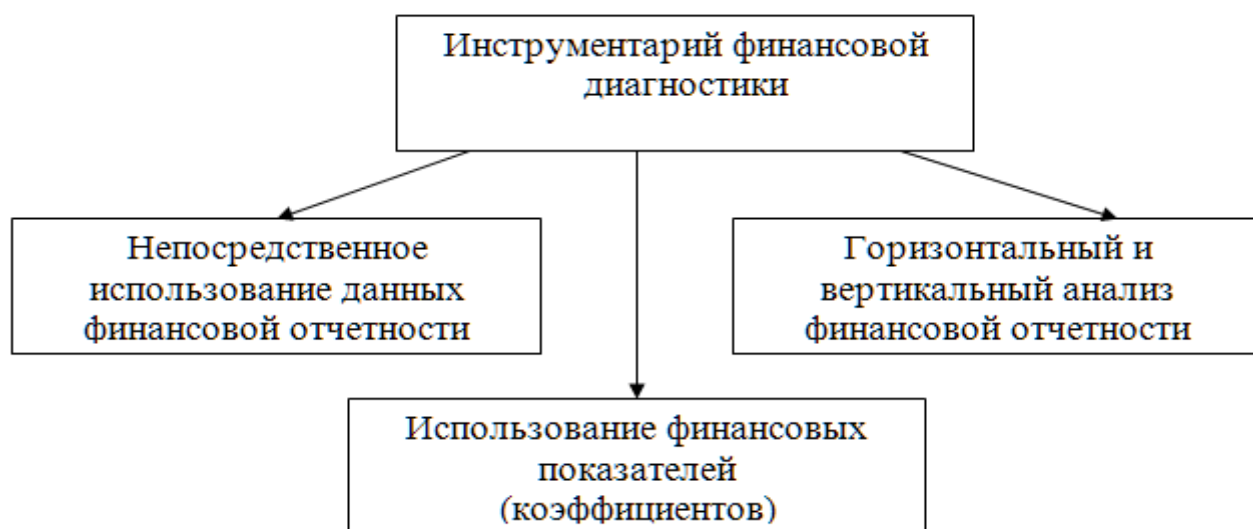 Инструментарий финансовой
диагностики
Непосредственное
использование данных
финансовой отчетности
Горизонтальный и
вертикальный анализ
финансовой отчетности
Использование финансовых
показателей
(коэффициентов)